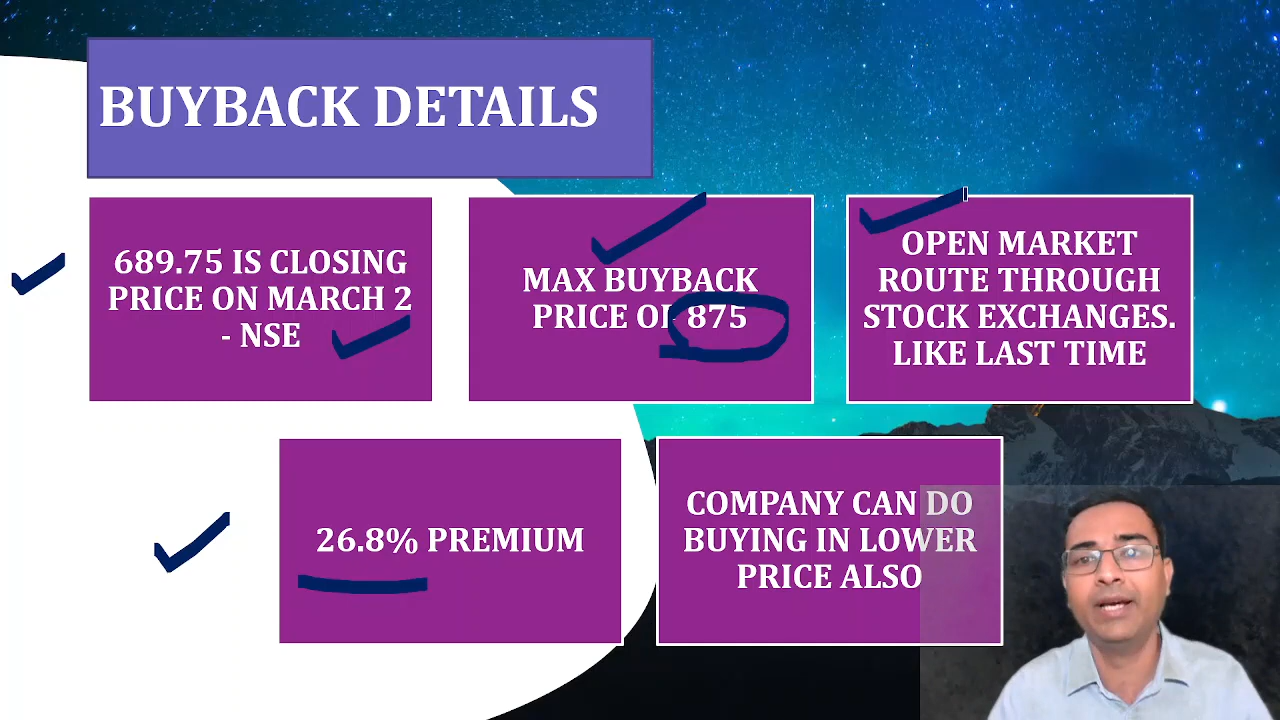 BUYBACK DETAILS
689.75 IS CLOSING
PRICE ON MARCH 2
- NSE
MAX BUYBACK
PRICE OF 875
OPEN MARKET
ROUTE THROUGH
STOCK EXCHANGES.
LIKE LAST TIME
26.8% PREMIUM
COMPANY CAN DO
BUYING IN LOWER
PRICE ALSO